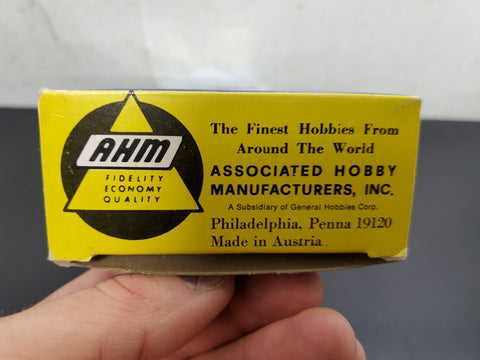 AHM
FIDELITY
ECONOMY
QUALITY
The Finest Hobbies From
Around The World
ASSOCIATED HOBBY
MANUFACTURERS, INC.
A Subsidiary of General Hobbies Corp.
Philadelphia, Penna 19120
Made in Austria